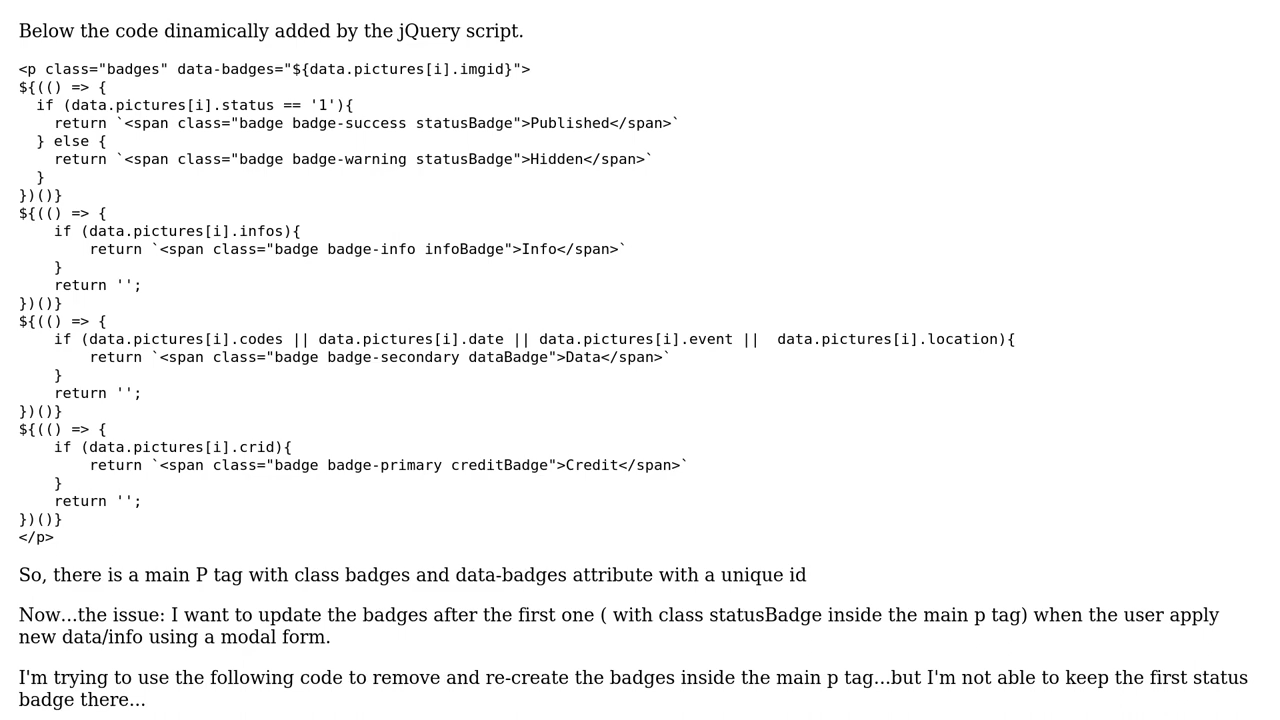 Below the code dinamically added by the jQuery script.
<p class="badges" data-badges="${data.pictures[i].imgid}">
${(() => {
  if (data.pictures[i].status == '1'){
    return `<span class="badge badge-success statusBadge">Published</span>`
  } else {
    return `<span class="badge badge-warning statusBadge">Hidden</span>`
  }
})()}
${(() => {
    if (data.pictures[i].infos){
        return `<span class="badge badge-info infoBadge">Info</span>`
    }
    return '';
})()}
${(() => {
    if (data.pictures[i].codes || data.pictures[i].date || data.pictures[i].event ||  data.pictures[i].location){
        return `<span class="badge badge-secondary dataBadge">Data</span>`
    }
    return '';
})()}
${(() => {
    if (data.pictures[i].crid){
        return `<span class="badge badge-primary creditBadge">Credit</span>`
    }
    return '';
})()}
</p>
So, there is a main P tag with class badges and data-badges attribute with a unique id
Now...the issue: I want to update the badges after the first one ( with class statusBadge inside the main p tag) when the user apply
new data/info using a modal form.
I'm trying to use the following code to remove and re-create the badges inside the main p tag...but I'm not able to keep the first status
badge there...